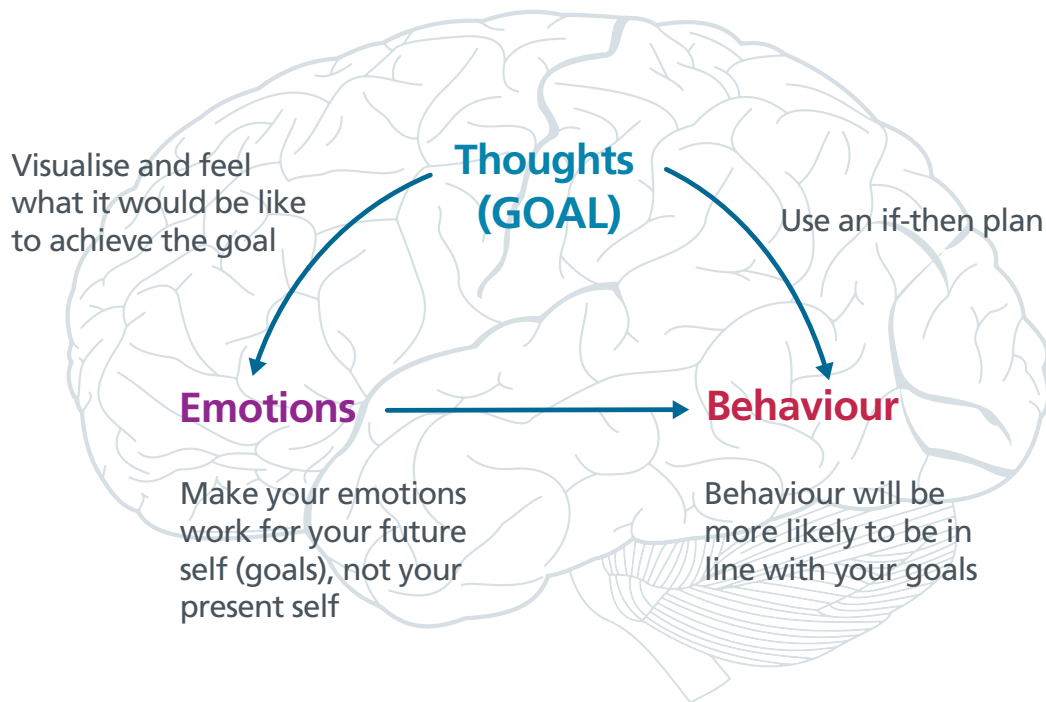 Thoughts
(GOAL)
Visualise and feel
what it would be like
to achieve the goal
Use an if-then plan
Emotions
Behaviour
Make your emotions
work for your future
self (goals), not your
present self
Behaviour will be
more likely to be in
line with your goals